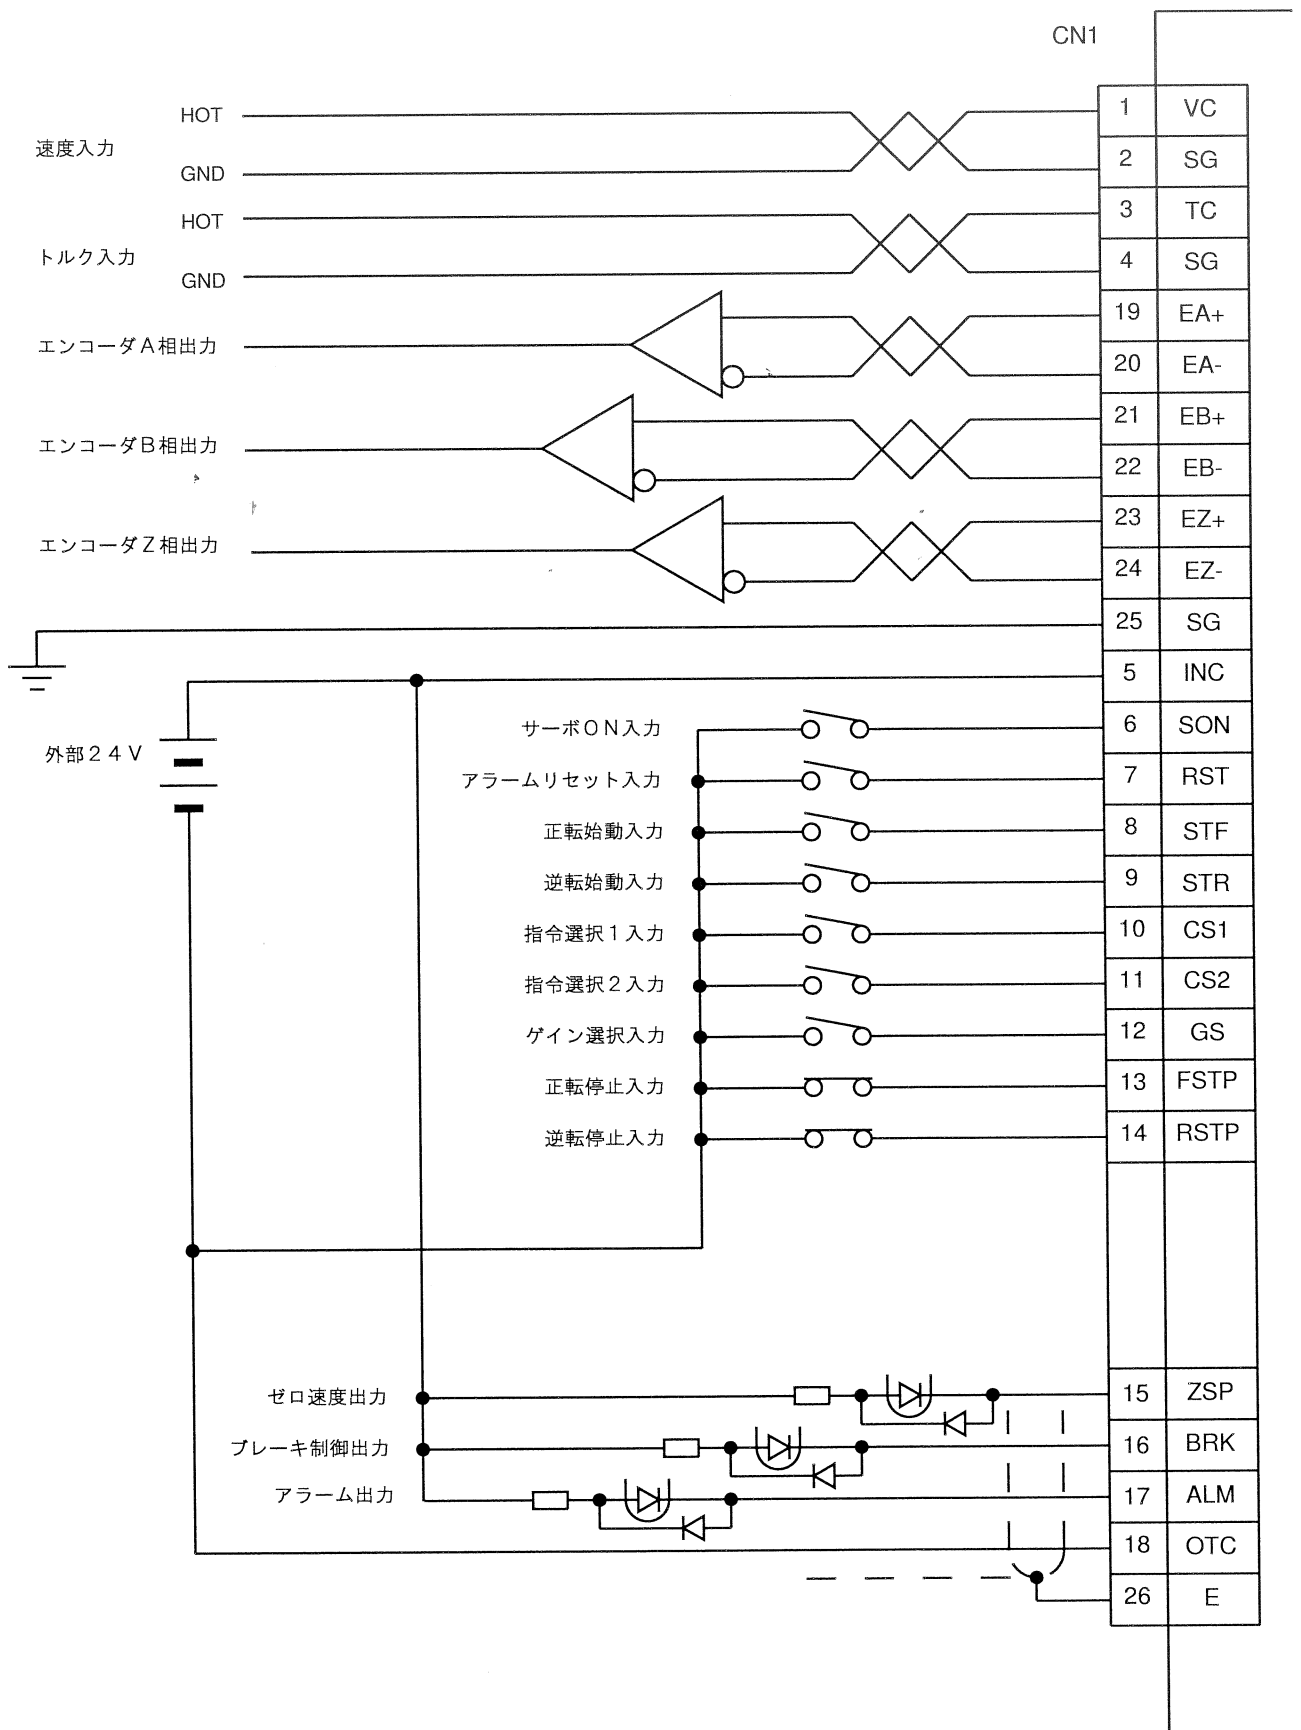 CN1
HOT 1 VC
速度入力
GND 2 SG
HOT 3 TC
トルク入力
GND 4 SG
19 EA+
エンコーダA相出力
20 EA-
21 EB+
エンコーダB相出力
22 EB-
23 EZ+
エンコーダZ相出力
24 EZ-
25 SG
5 INC
サーボON入力 6 SON
外部24V
アラームリセット入力 7 RST
正転始動入力 8 STF
逆転始動入力 9 STR
指令選択1入力 10 CS1
指令選択2入力 11 CS2
ゲイン選択入力 12 GS
正転停止入力 13 FSTP
逆転停止入力 14 RSTP
ゼロ速度出力 15 ZSP
ブレーキ制御出力 16 BRK
アラーム出力 17 ALM
18 OTC
26 E